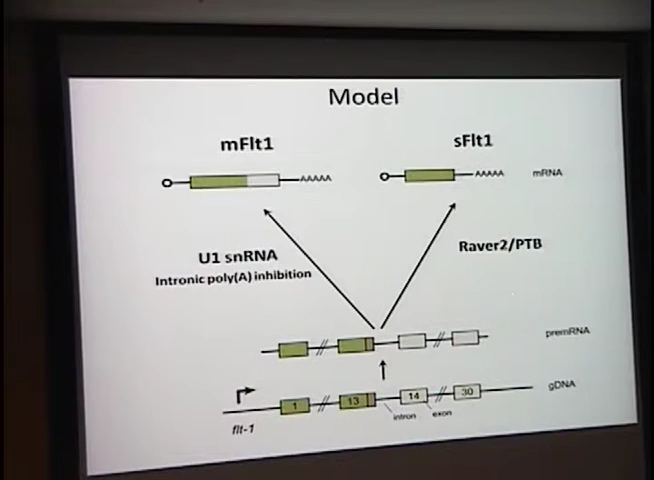 Model
mFlt1
sFlt1
AAAAA
AAAAA
mRNA
U1 snRNA
Intronic poly(A) inhibition
Raver2/PTB
premRNA
gDNA
1
13
14
30
intron
exon
flt-1